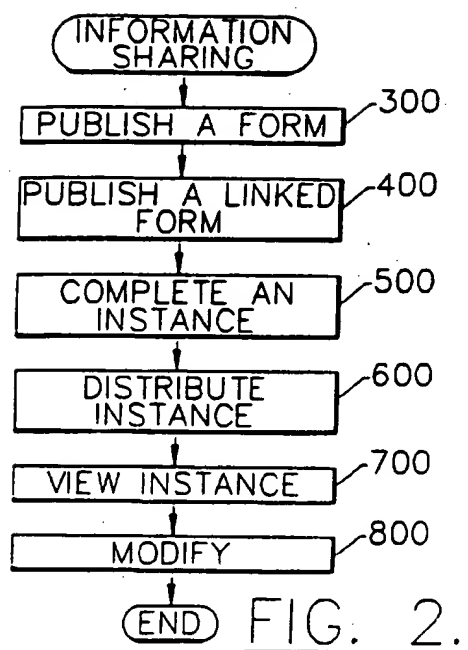 INFORMATION
SHARING
300
PUBLISH A FORM
400
PUBLISH A LINKED
FORM
500
COMPLETE AN
INSTANCE
600
DISTRIBUTE
INSTANCE
700
VIEW INSTANCE
800
MODIFY
END
FIG. 2.